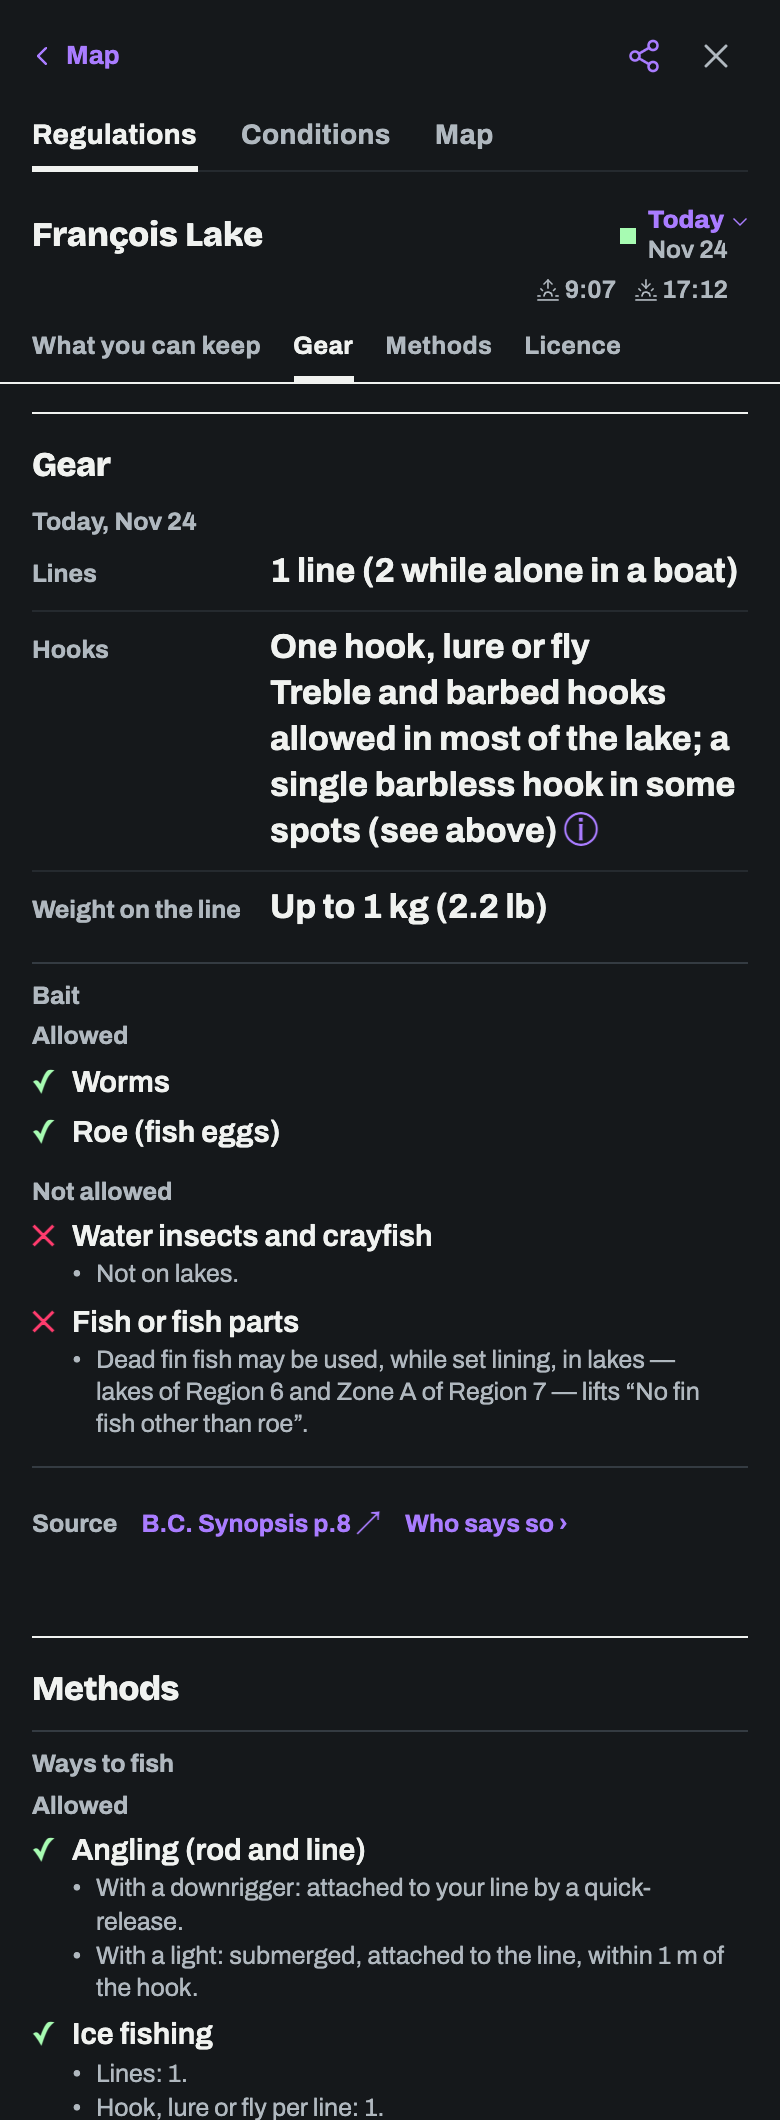 Map
Regulations Conditions Map
François Lake
Today
Nov 24
9:07 17:12
What you can keep Gear Methods Licence
Gear
Today, Nov 24
Lines 1 line (2 while alone in a boat)
Hooks One hook, lure or fly
Treble and barbed hooks
allowed in most of the lake; a
single barbless hook in some
spots (see above)
Weight on the line Up to 1 kg (2.2 lb)
Bait
Allowed
Worms
Roe (fish eggs)
Not allowed
Water insects and crayfish
• Not on lakes.
Fish or fish parts
• Dead fin fish may be used, while set lining, in lakes —
lakes of Region 6 and Zone A of Region 7 — lifts “No fin
fish other than roe”.
Source B.C. Synopsis p.8 ↗ Who says so ›
Methods
Ways to fish
Allowed
Angling (rod and line)
• With a downrigger: attached to your line by a quick-
release.
• With a light: submerged, attached to the line, within 1 m of
the hook.
Ice fishing
• Lines: 1.
• Hook, lure or fly per line: 1.